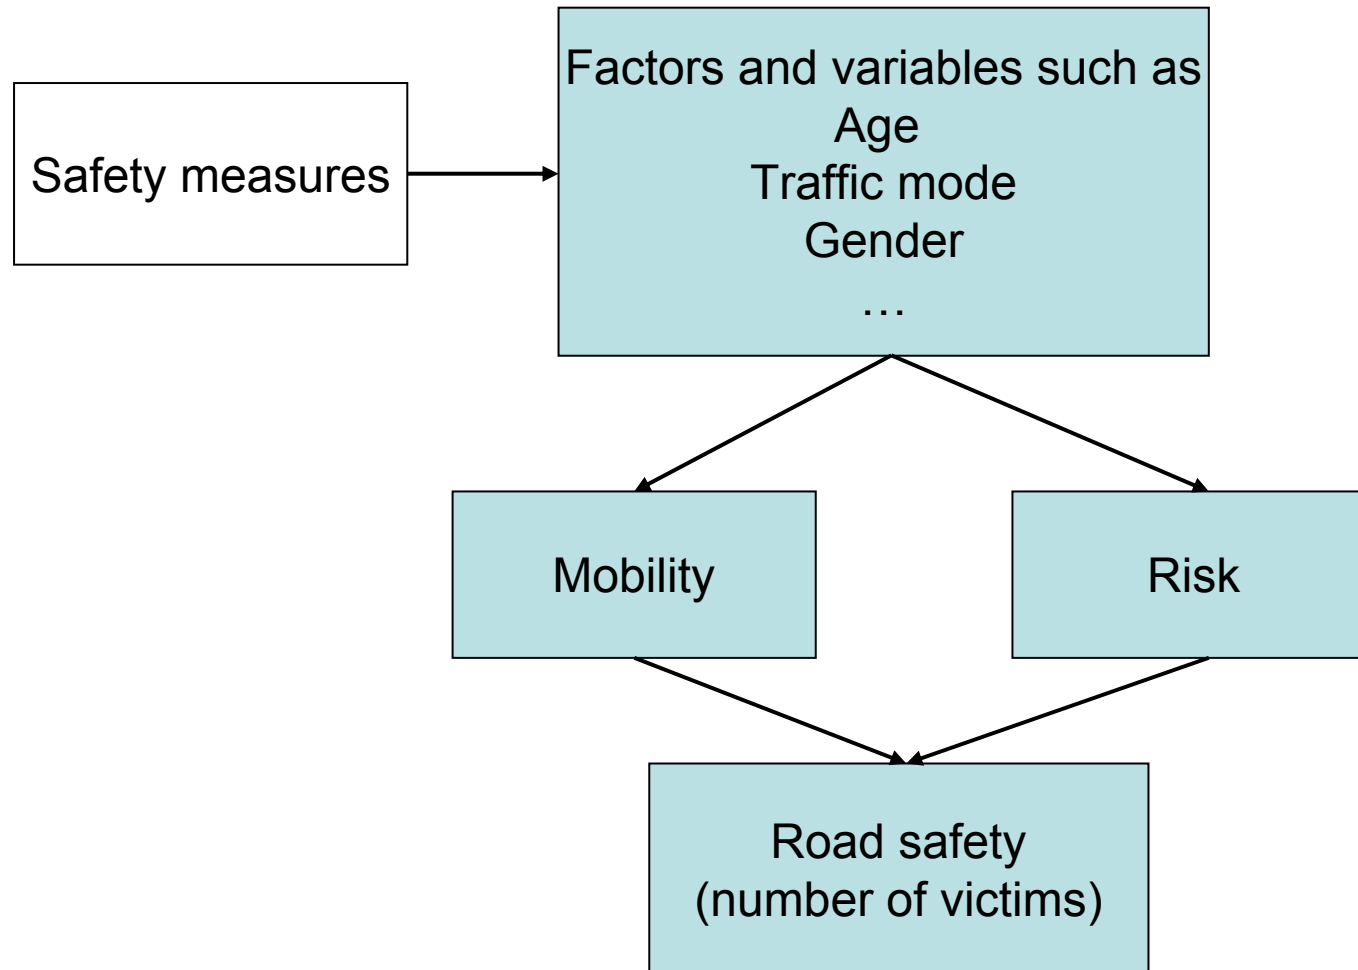 Safety measures
Factors and variables such as
Age
Traffic mode
Gender
…
Mobility
Risk
Road safety
(number of victims)